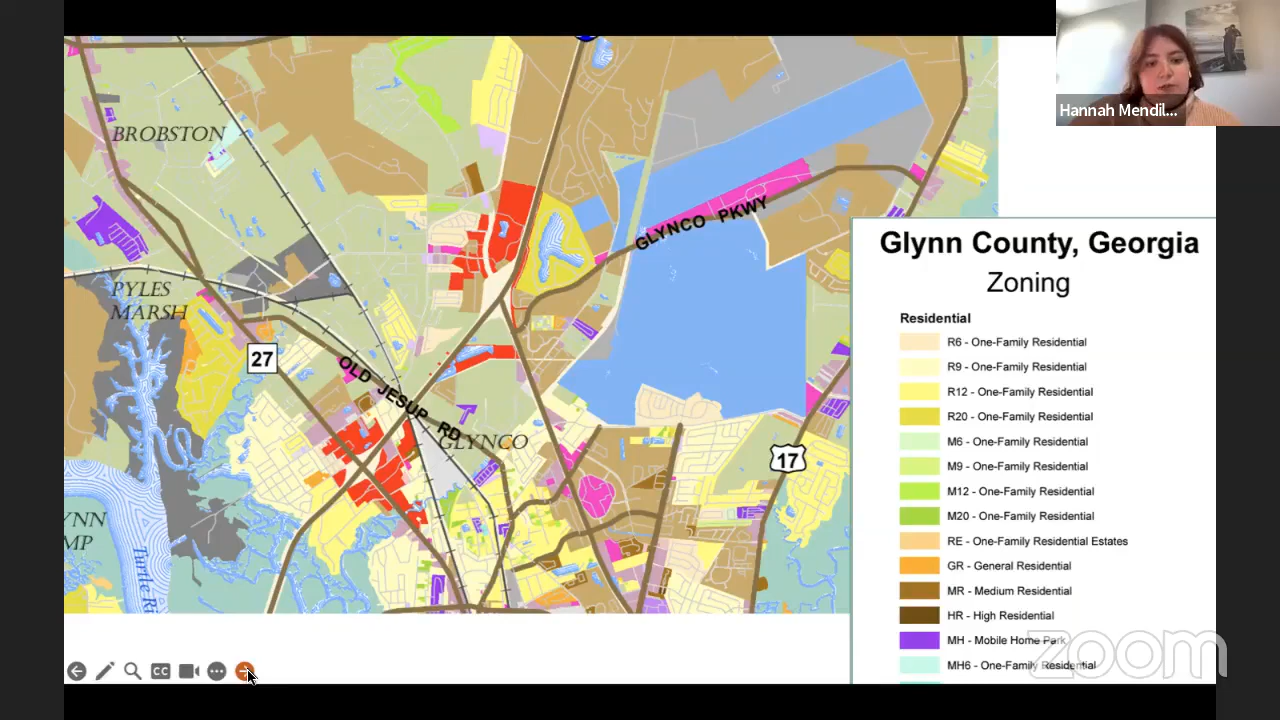 Hannah Mendil...
BROBSTON
GLYNCO PKWY
PYLES
MARSH
27
OLD JESUP RD
GLYNCO
17
YNN
MP
Turtle R
Glynn County, Georgia
Zoning
Residential
R6 - One-Family Residential
R9 - One-Family Residential
R12 - One-Family Residential
R20 - One-Family Residential
M6 - One-Family Residential
M9 - One-Family Residential
M12 - One-Family Residential
M20 - One-Family Residential
RE - One-Family Residential Estates
GR - General Residential
MR - Medium Residential
HR - High Residential
MH - Mobile Home Park
MH6 - One-Family Residential
zoom
CC